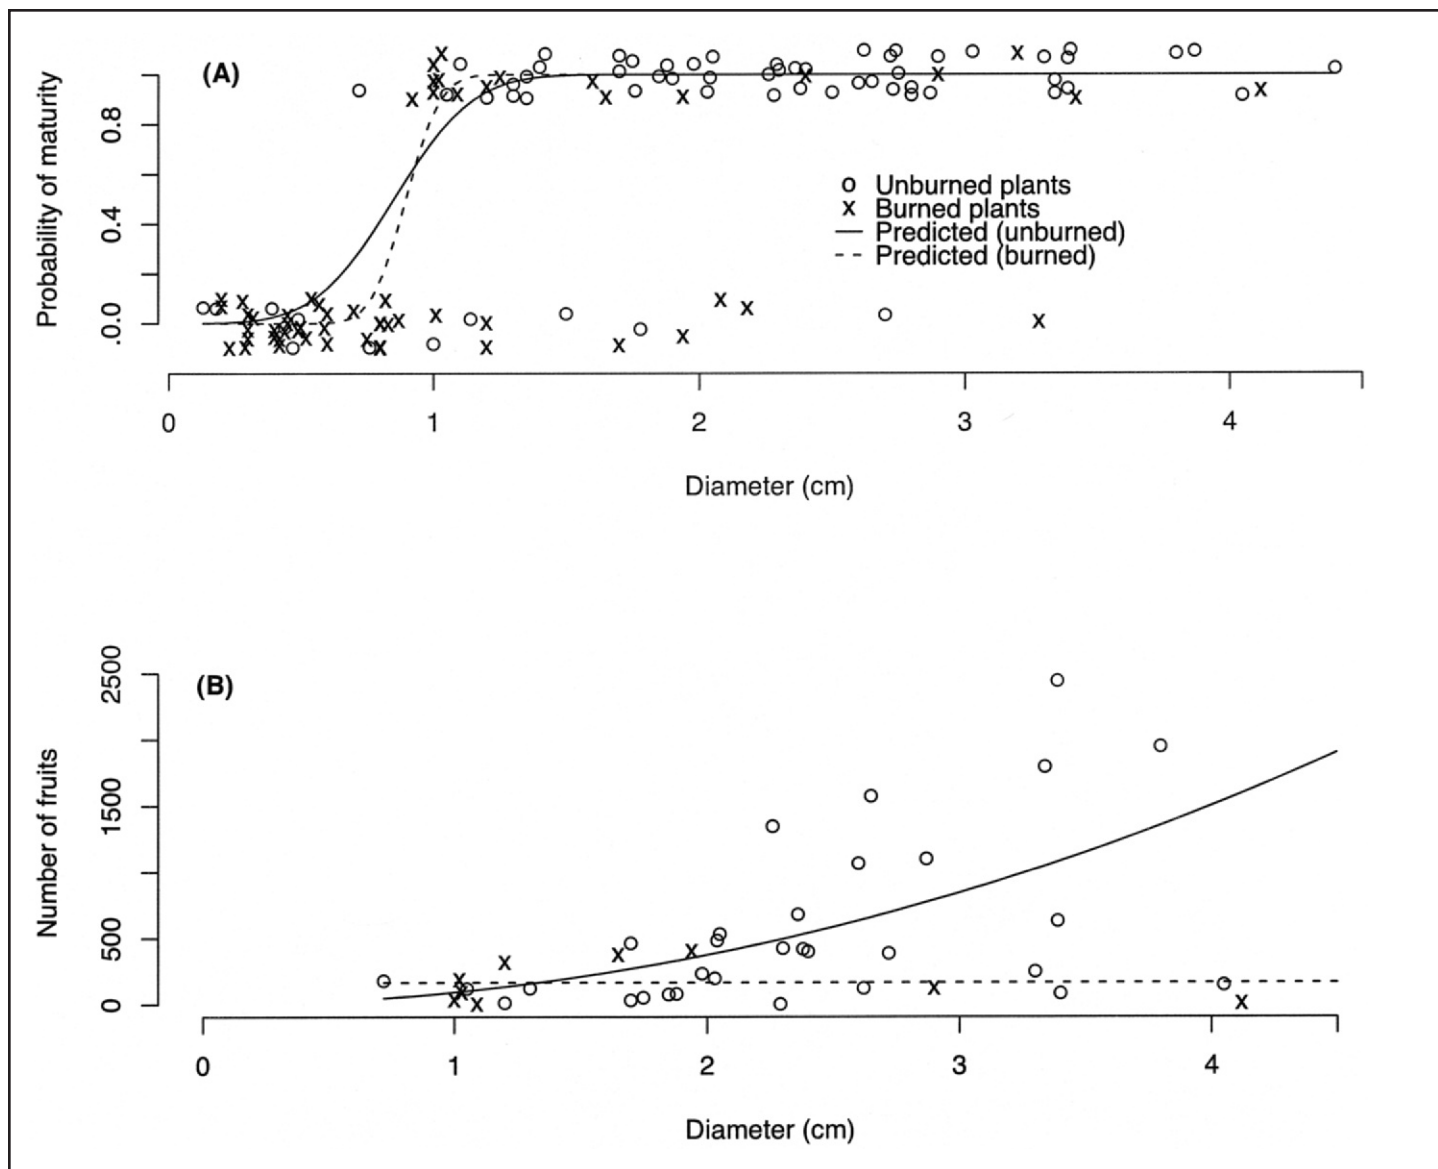 (A)
Probability of maturity
0.8
0.4
0.0
o Unburned plants
x Burned plants
Predicted (unburned)
Predicted (burned)
0 1 2 3 4
Diameter (cm)
(B)
Number of fruits
2500
1500
500
0
0 1 2 3 4
Diameter (cm)